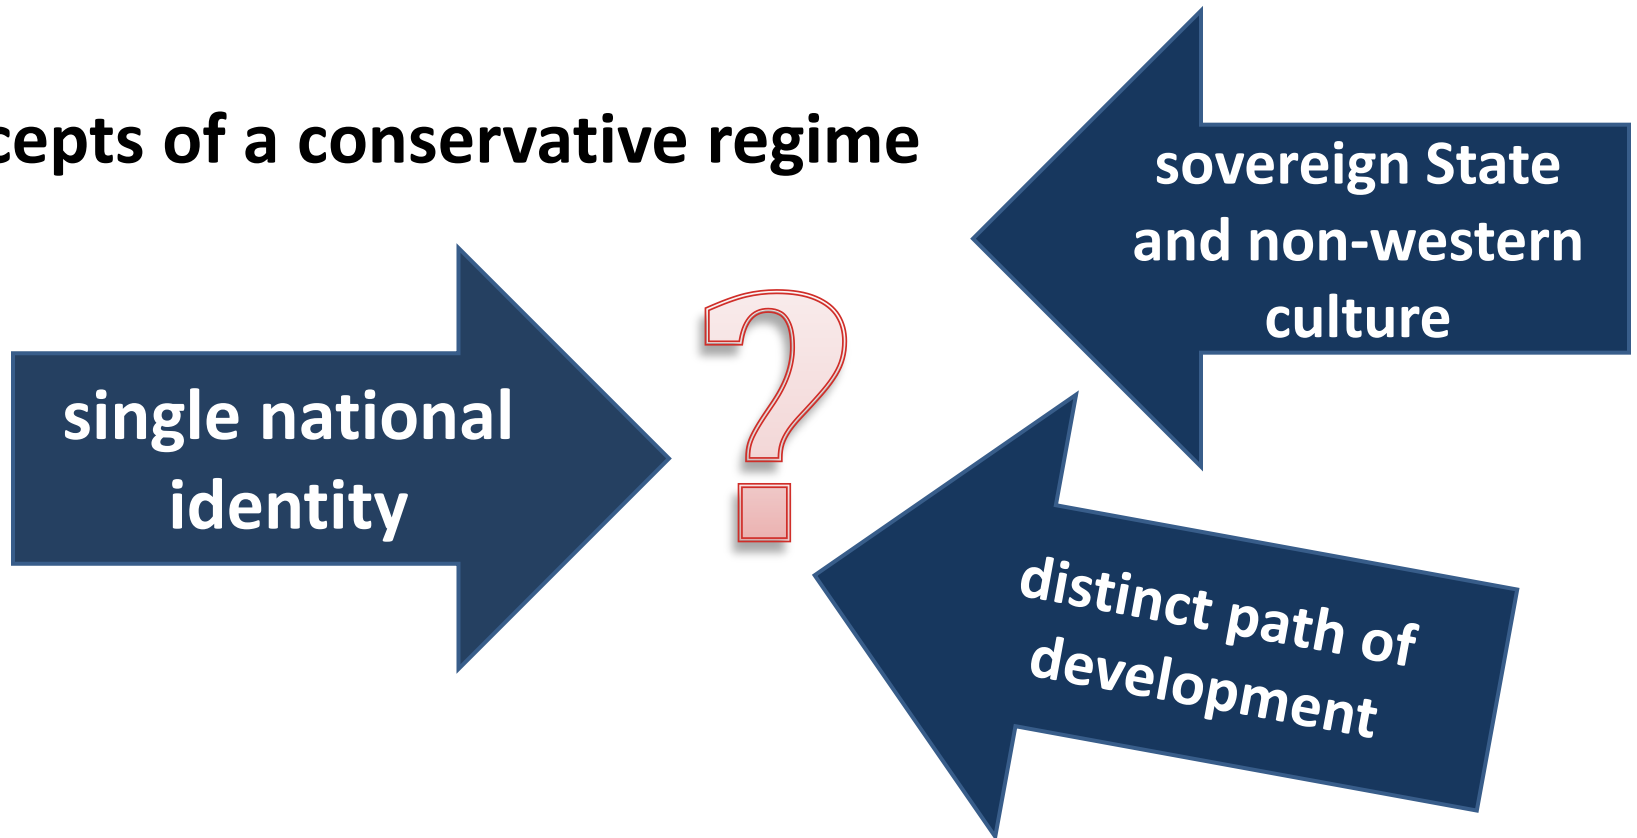 cepts of a conservative regime
sovereign State
and non-western
culture
single national
identity
?
distinct path of
development